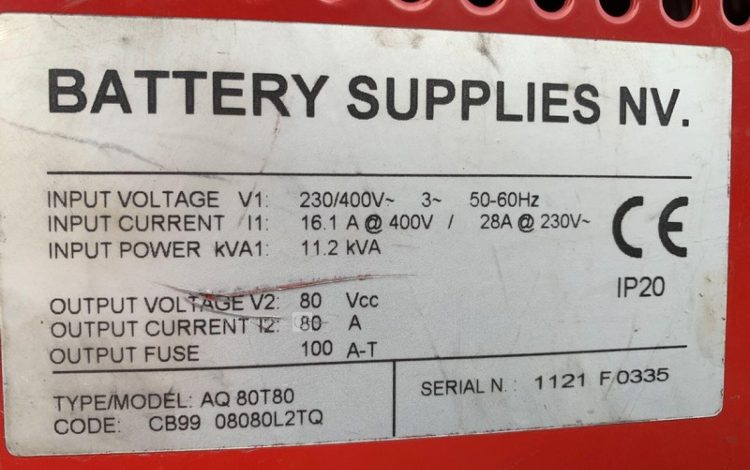 BATTERY SUPPLIES NV.
INPUT VOLTAGE V1: 230/400V~ 3~ 50-60Hz
INPUT CURRENT I1: 16.1 A @ 400V / 28A @ 230V~
INPUT POWER kVA1: 11.2 kVA
CE
IP20
OUTPUT VOLTAGE V2: 80 Vcc
OUTPUT CURRENT I2: 80 A
OUTPUT FUSE 100 A-T
TYPE/MODEL: AQ 80T80
CODE: CB99 08080L2TQ
SERIAL N. : 1121 F 0335